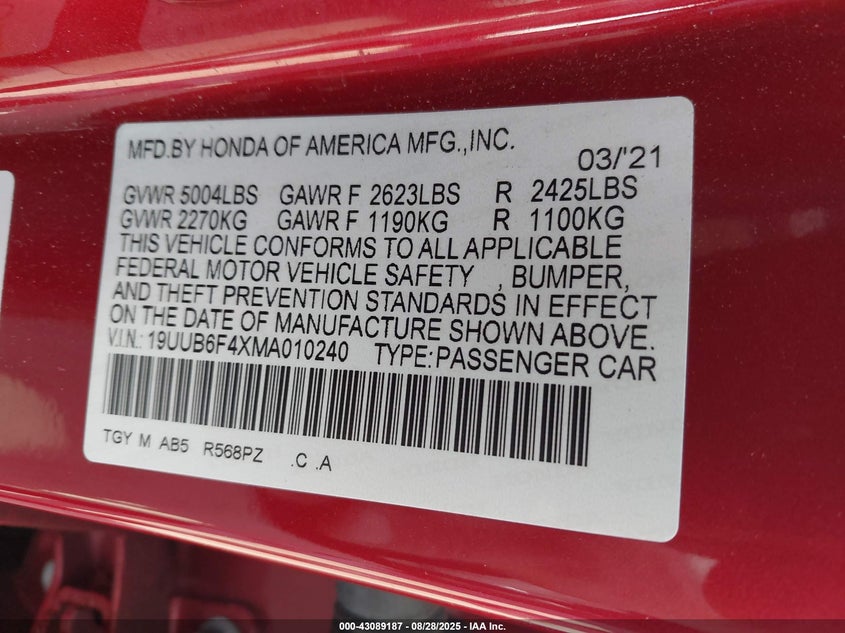 MFD.BY HONDA OF AMERICA MFG.,INC. 03/'21
GVWR 5004LBS GAWR F 2623LBS R 2425LBS
GVWR 2270KG GAWR F 1190KG R 1100KG
THIS VEHICLE CONFORMS TO ALL APPLICABLE
FEDERAL MOTOR VEHICLE SAFETY , BUMPER,
AND THEFT PREVENTION STANDARDS IN EFFECT
ON THE DATE OF MANUFACTURE SHOWN ABOVE.
V.I.N.: 19UUB6F4XMA010240 TYPE:PASSENGER CAR
TGY M AB5 R568PZ .C .A
000-43089187 - 08/28/2025 - IAA Inc.